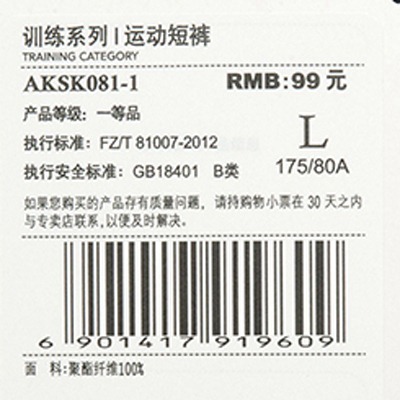 训练系列 | 运动短裤
TRAINING CATEGORY
AKSK081-1 RMB:99 元
产品等级: 一等品
执行标准: FZ/T 81007-2012 L
执行安全标准: GB18401 B类 175/80A
如果您购买的产品存有质量问题, 请持购物小票在 30 天之内
与专卖店联系,以便及时解决。
6 901417 919609
面 料:聚酯纤维100%